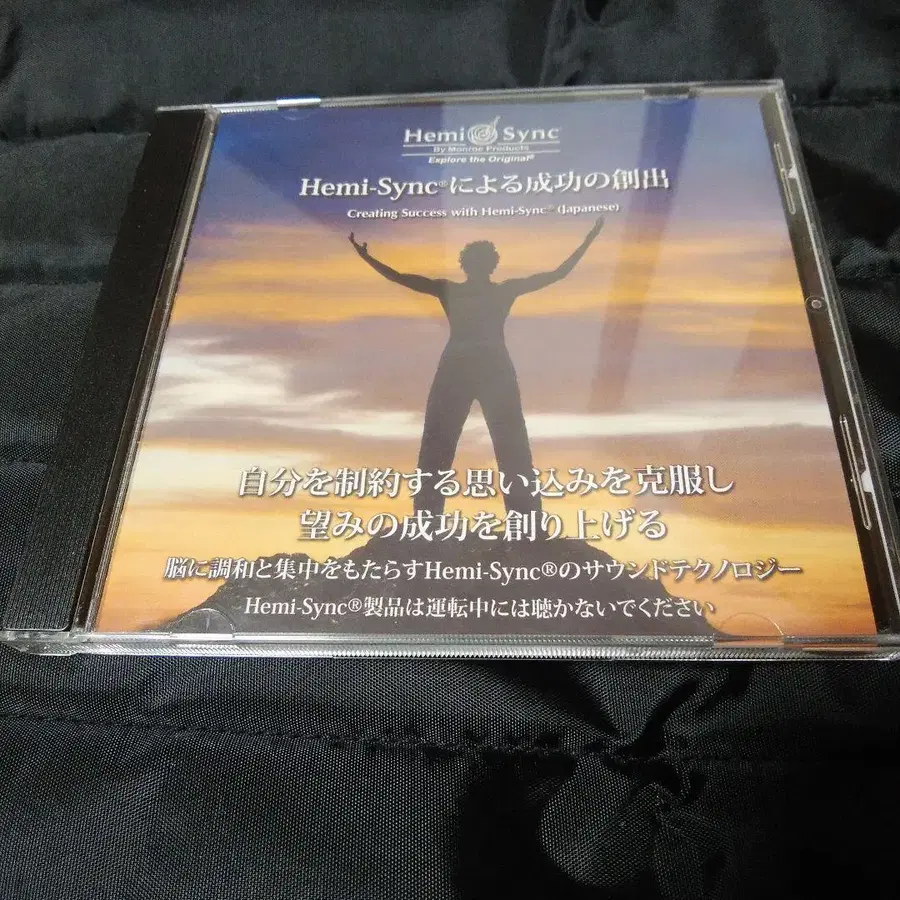 Hemi Sync®
By Monroe Products
Explore the Original®
Hemi-Sync®による成功の創出
Creating Success with Hemi-Sync® (Japanese)
自分を制約する思い込みを克服し
望みの成功を創り上げる
脳に調和と集中をもたらすHemi-Sync®のサウンドテクノロジー
Hemi-Sync®製品は運転中には聴かないでください